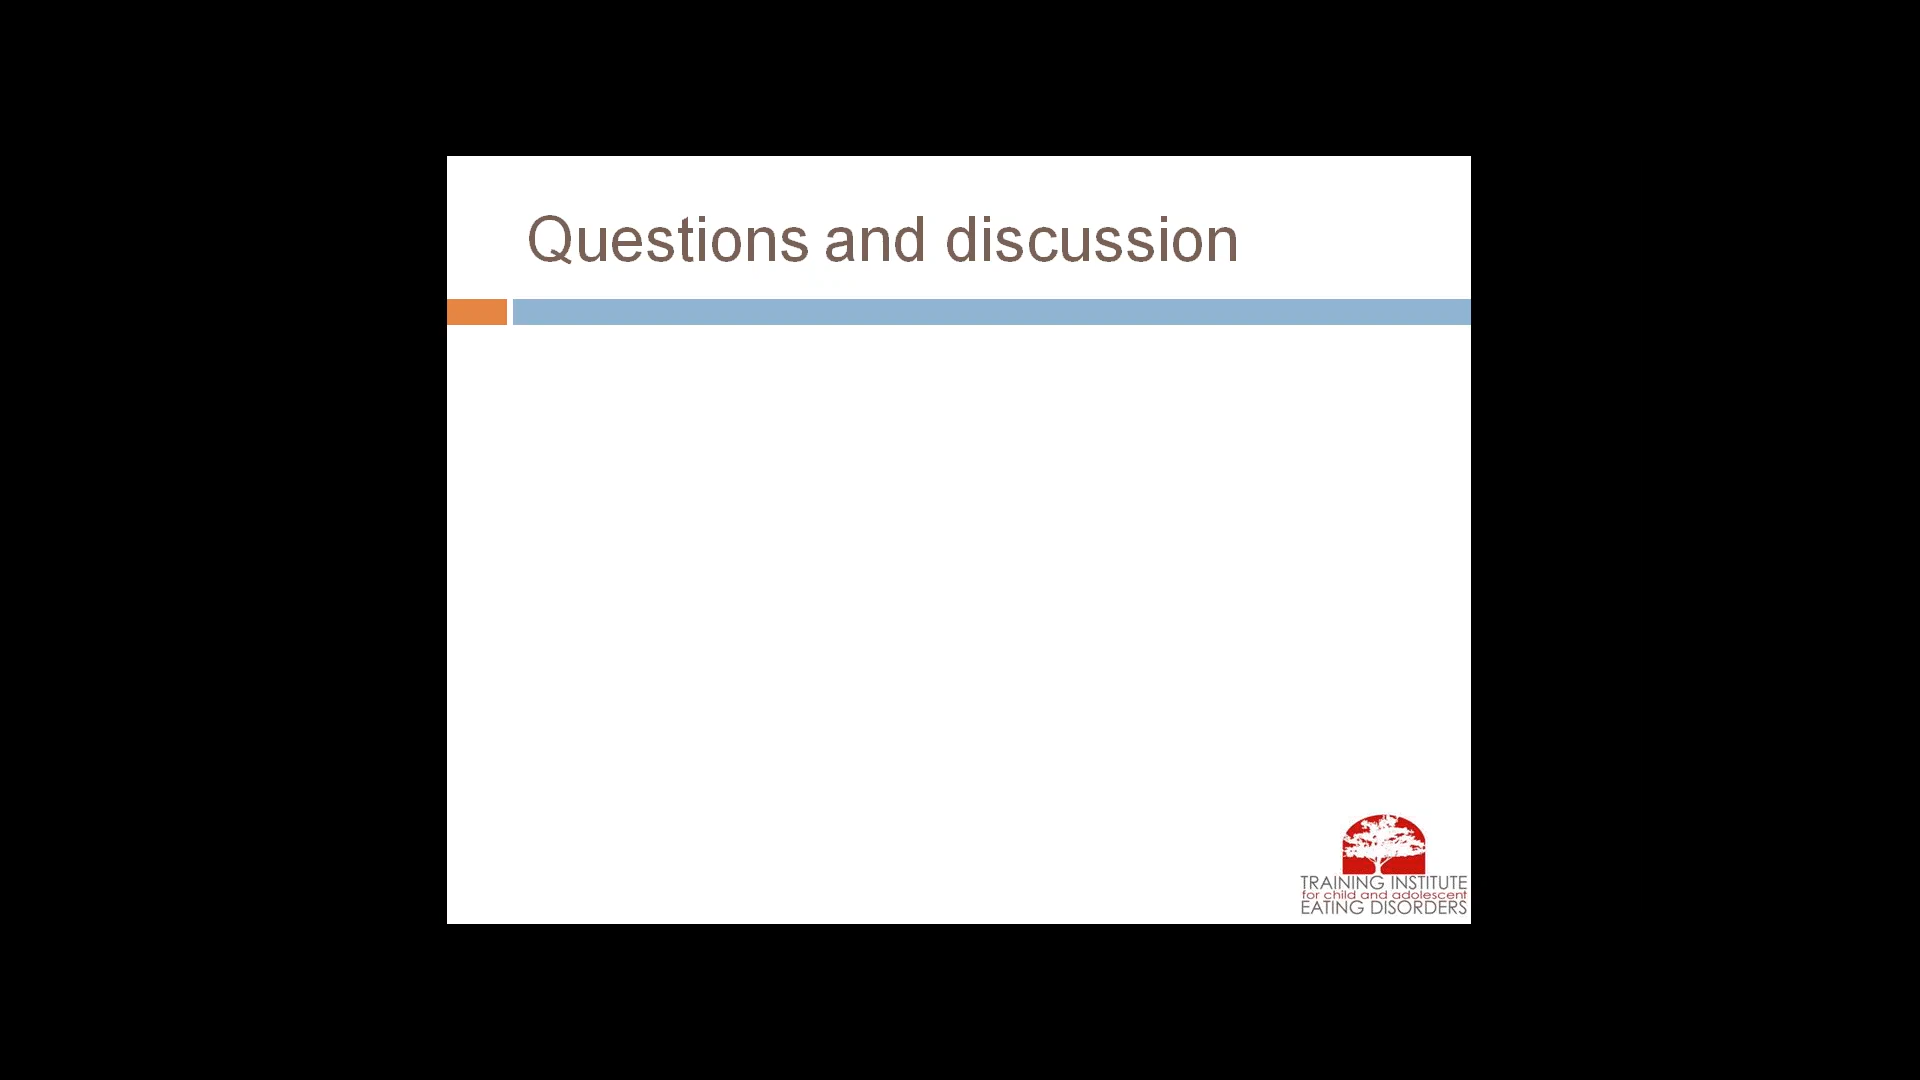 Questions and discussion
TRAINING INSTITUTE
for child and adolescent
EATING DISORDERS